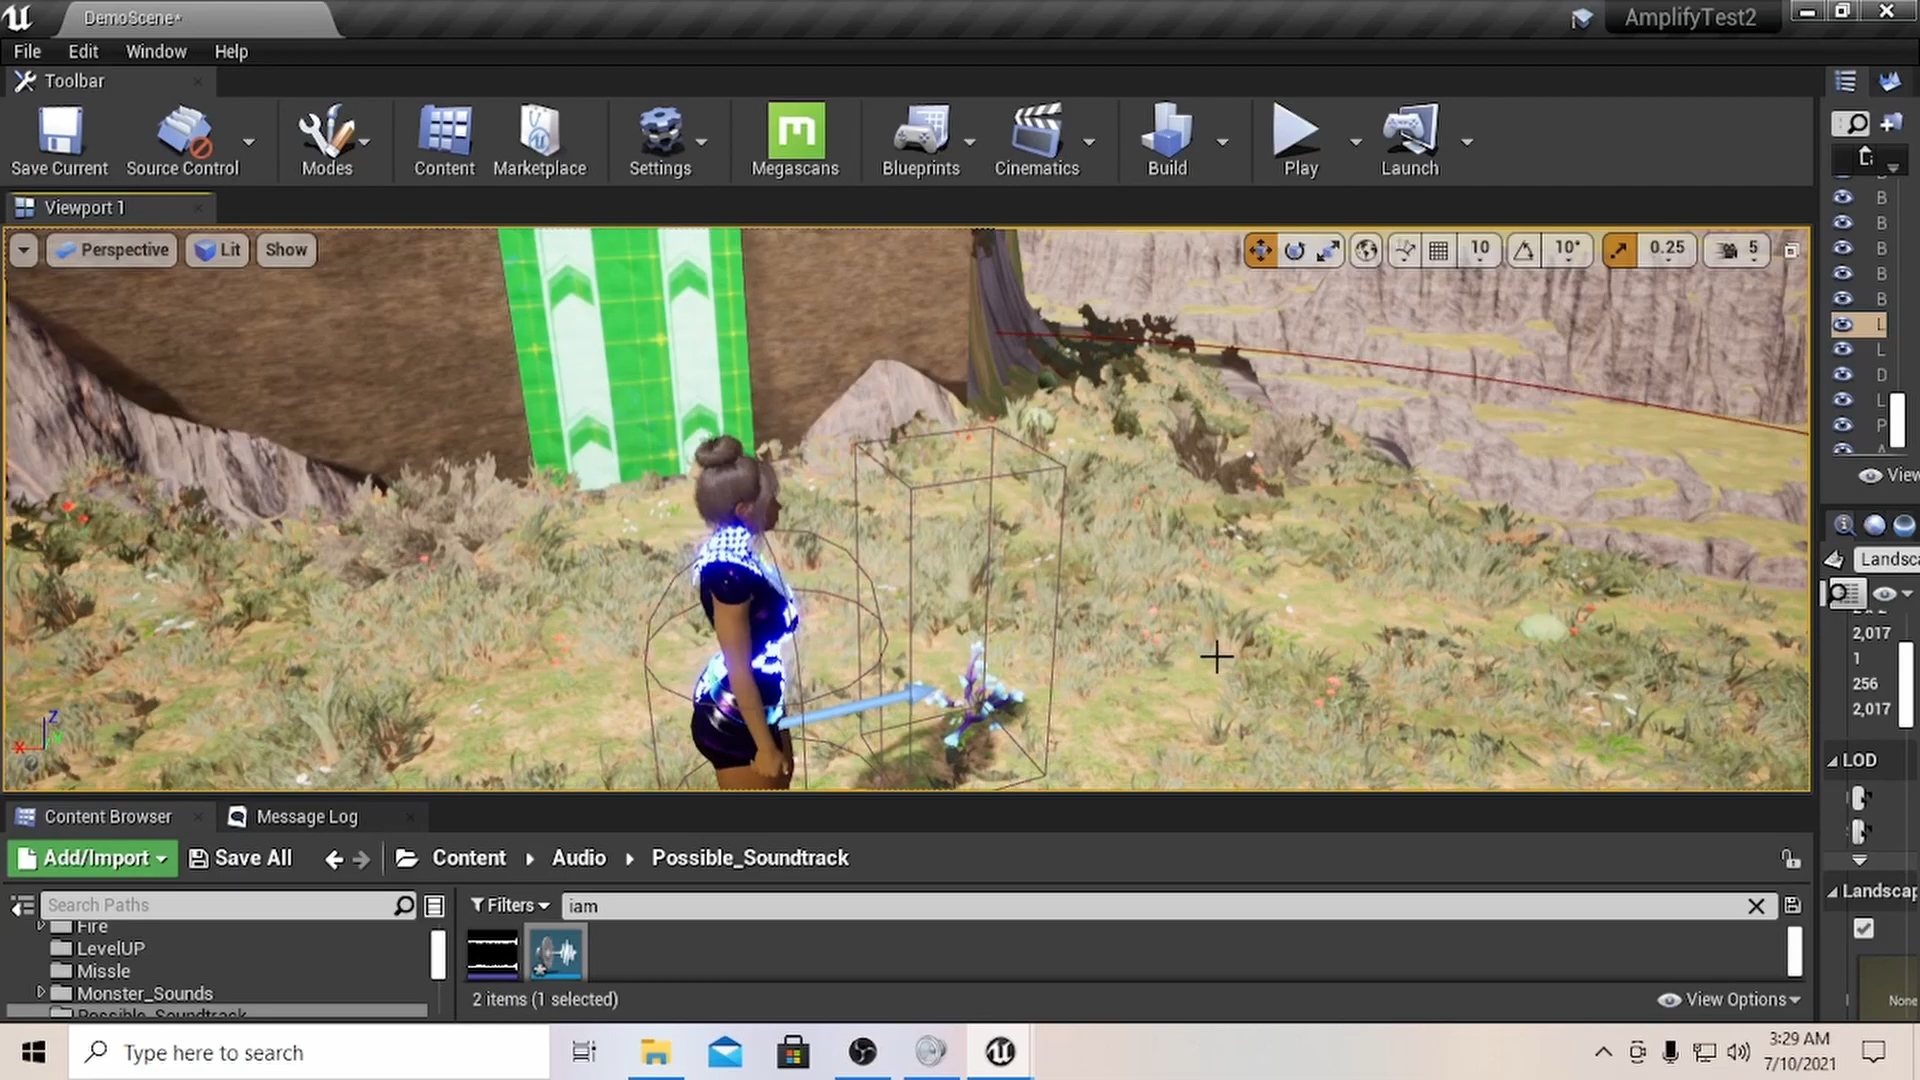 DemoScene*
AmplifyTest2
File Edit Window Help
Toolbar
Save Current Source Control Modes Content Marketplace Settings Megascans Blueprints Cinematics Build Play Launch
Viewport 1
Perspective Lit Show
10 10° 0.25 5
B
B
B
B
B
L
L
D
L
P
View
Landsca
2,017
1
256
2,017
LOD
Landscap
None
Z
X
Content Browser Message Log
Add/Import Save All Content Audio Possible_Soundtrack
Search Paths
Filters iam
Fire
LevelUP
Missle
Monster_Sounds
Possible_Soundtrack
2 items (1 selected)
View Options
Type here to search
3:29 AM
7/10/2021